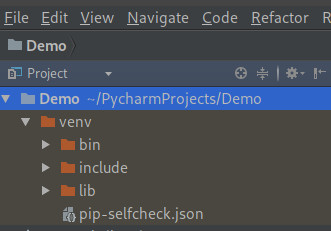 File Edit View Navigate Code Refactor
Demo
Project
Demo ~/PycharmProjects/Demo
venv
bin
include
lib
pip-selfcheck.json